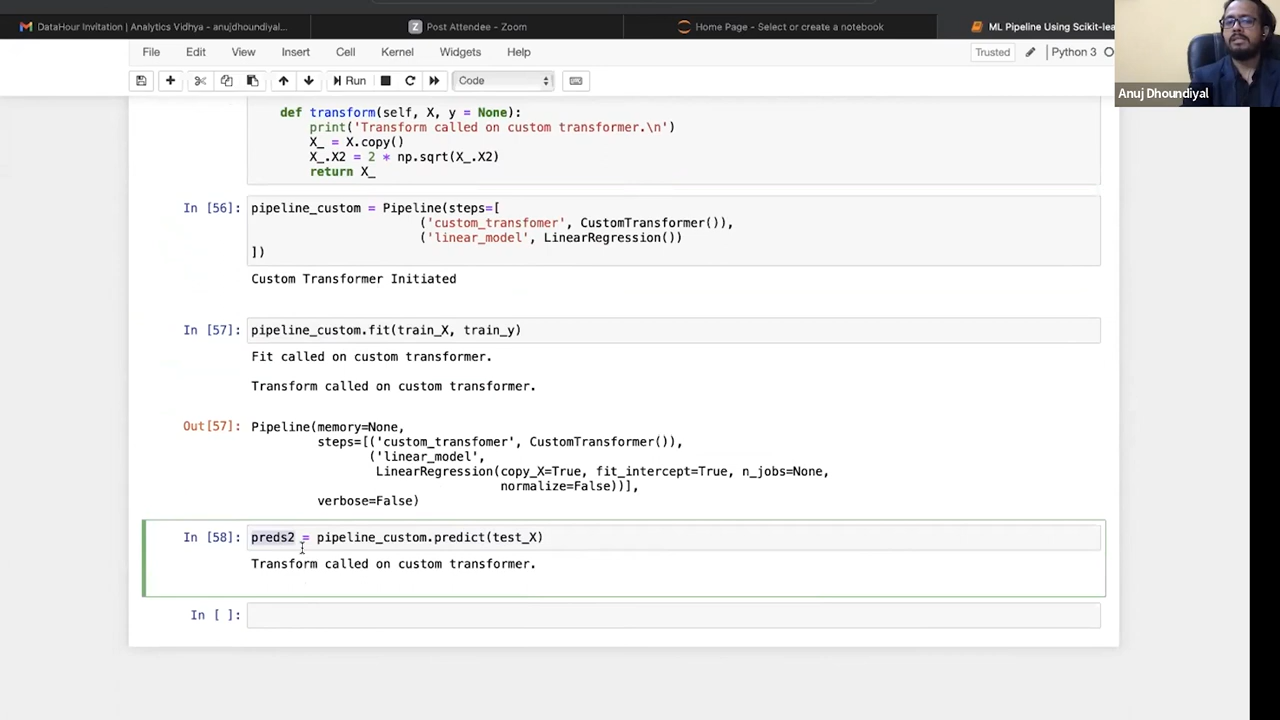 DataHour Invitation | Analytics Vidhya - anujdhoundiyal...
Post Attendee - Zoom
Home Page - Select or create a notebook
ML Pipeline Using Scikit-lea
File Edit View Insert Cell Kernel Widgets Help
Trusted
Python 3
Run
Code
Anuj Dhoundiyal
def transform(self, X, y = None):
print('Transform called on custom transformer.\n')
X_ = X.copy()
X_.X2 = 2 * np.sqrt(X_.X2)
return X_
In [56]: pipeline_custom = Pipeline(steps=[
('custom_transfomer', CustomTransformer()),
('linear_model', LinearRegression())
])
Custom Transformer Initiated
In [57]: pipeline_custom.fit(train_X, train_y)
Fit called on custom transformer.
Transform called on custom transformer.
Out[57]: Pipeline(memory=None,
steps=[('custom_transfomer', CustomTransformer()),
('linear_model',
LinearRegression(copy_X=True, fit_intercept=True, n_jobs=None,
normalize=False))],
verbose=False)
In [58]: preds2 = pipeline_custom.predict(test_X)
Transform called on custom transformer.
In [ ]: